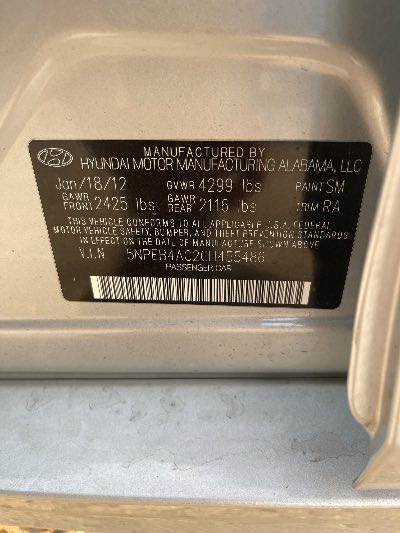 MANUFACTURED BY
HYUNDAI MOTOR MANUFACTURING ALABAMA, LLC
Jan/18/12 GVWR 4299 lbs PAINT SM
GAWR FRONT 2425 lbs GAWR REAR 2116 lbs TRIM RA
THIS VEHICLE CONFORMS TO ALL APPLICABLE U.S.A. FEDERAL
MOTOR VEHICLE SAFETY, BUMPER, AND THEFT PREVENTION STANDARDS
IN EFFECT ON THE DATE OF MANUFACTURE SHOWN ABOVE.
V.I.N 5NPEB4AC2CH455486
PASSENGER CAR